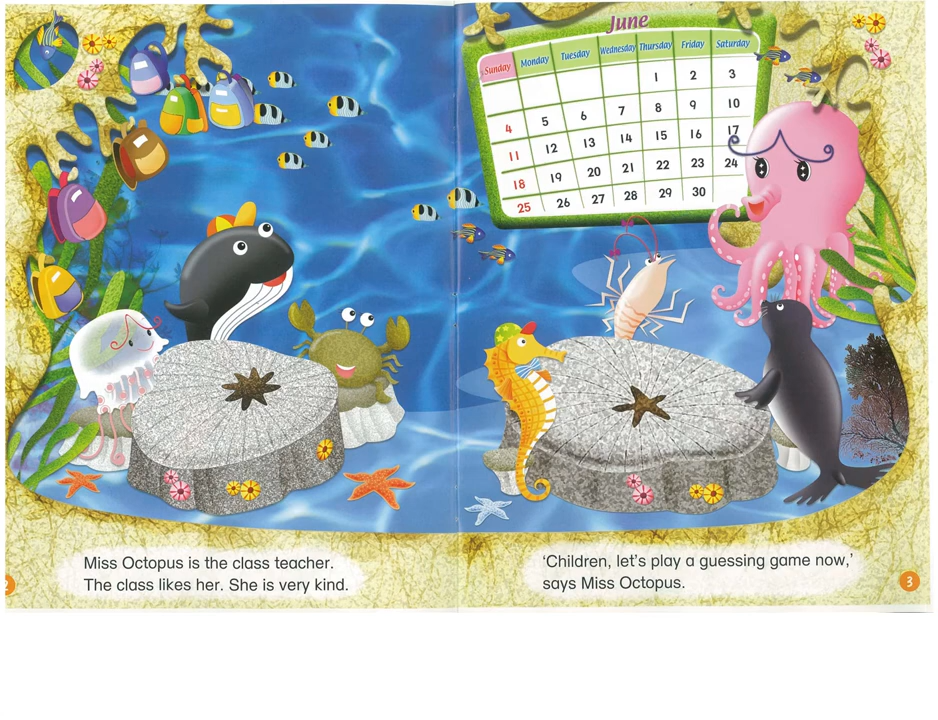 June
Sunday Monday Tuesday Wednesday Thursday Friday Saturday
1 2 3
4 5 6 7 8 9 10
11 12 13 14 15 16 17
18 19 20 21 22 23 24
25 26 27 28 29 30
Miss Octopus is the class teacher.
The class likes her. She is very kind.
2
‘Children, let’s play a guessing game now,’
says Miss Octopus.
3